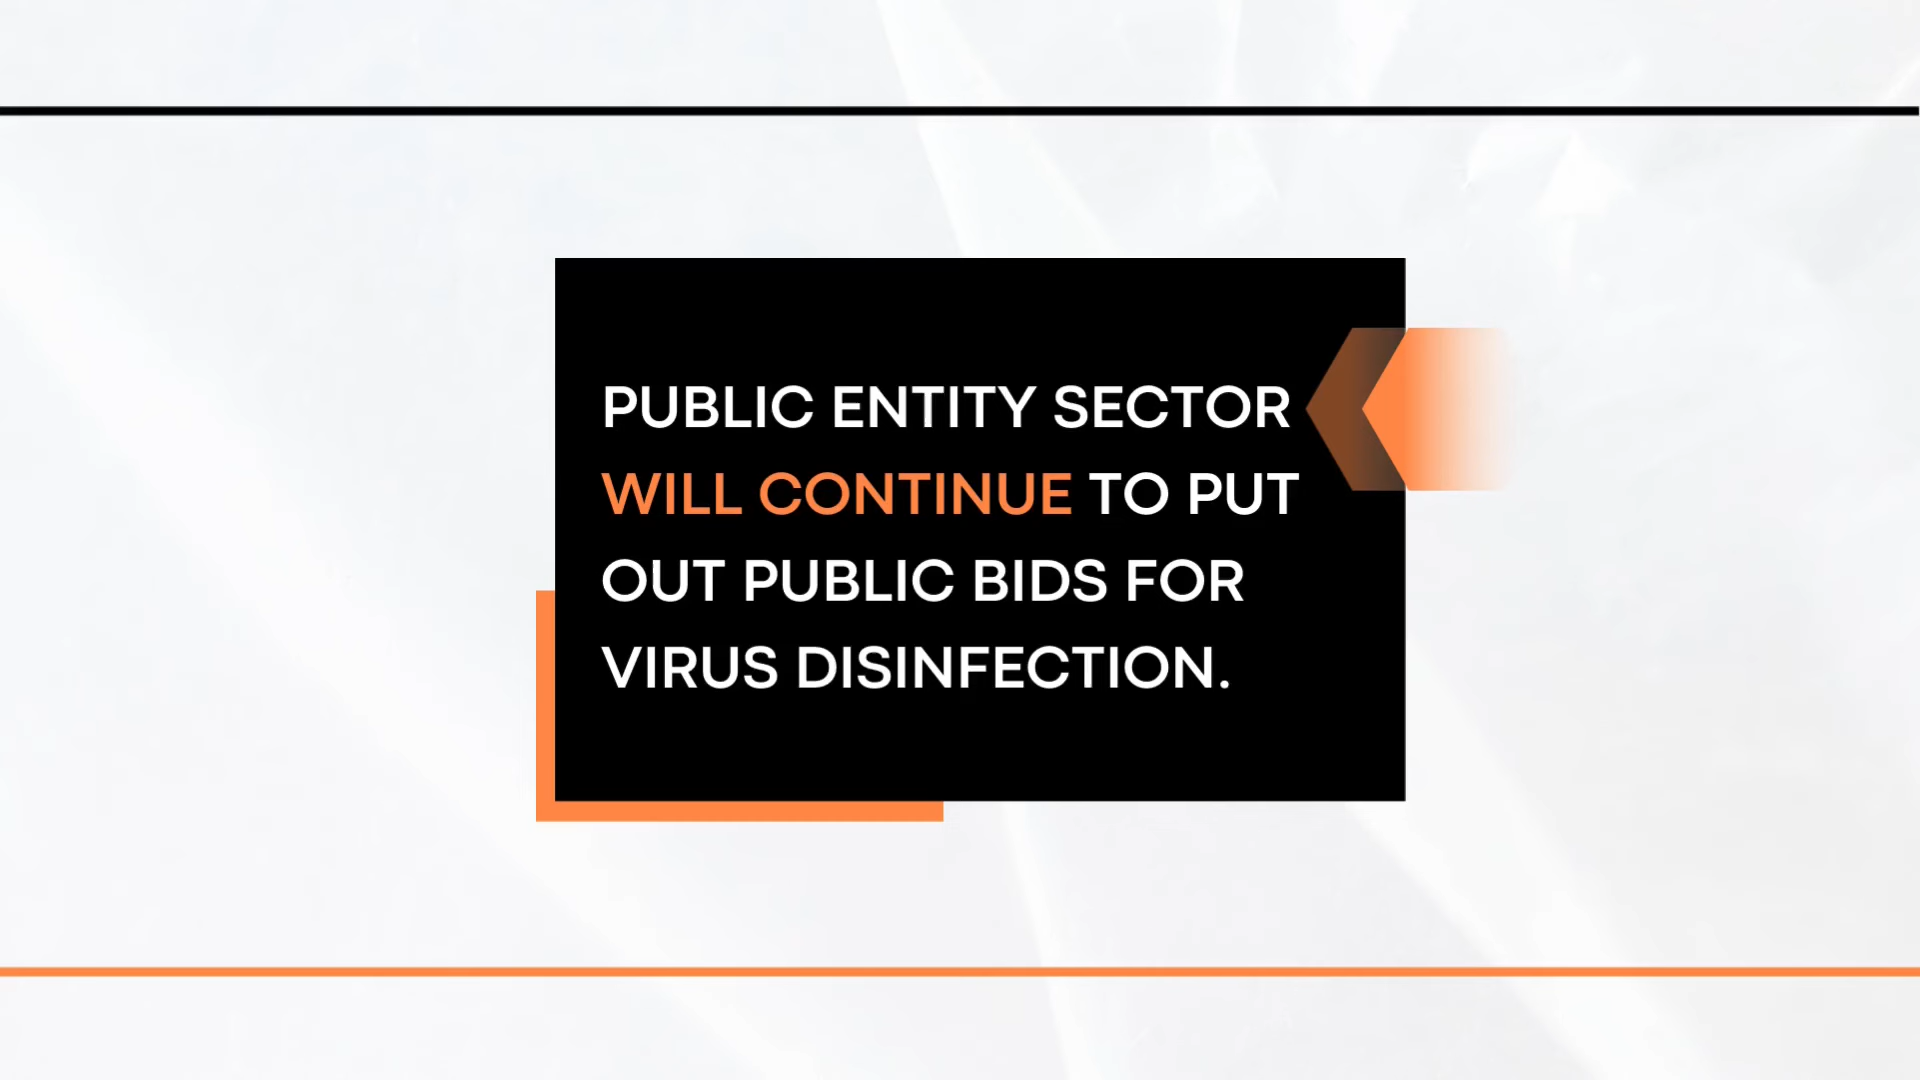 PUBLIC ENTITY SECTOR
WILL CONTINUE TO PUT
OUT PUBLIC BIDS FOR
VIRUS DISINFECTION.